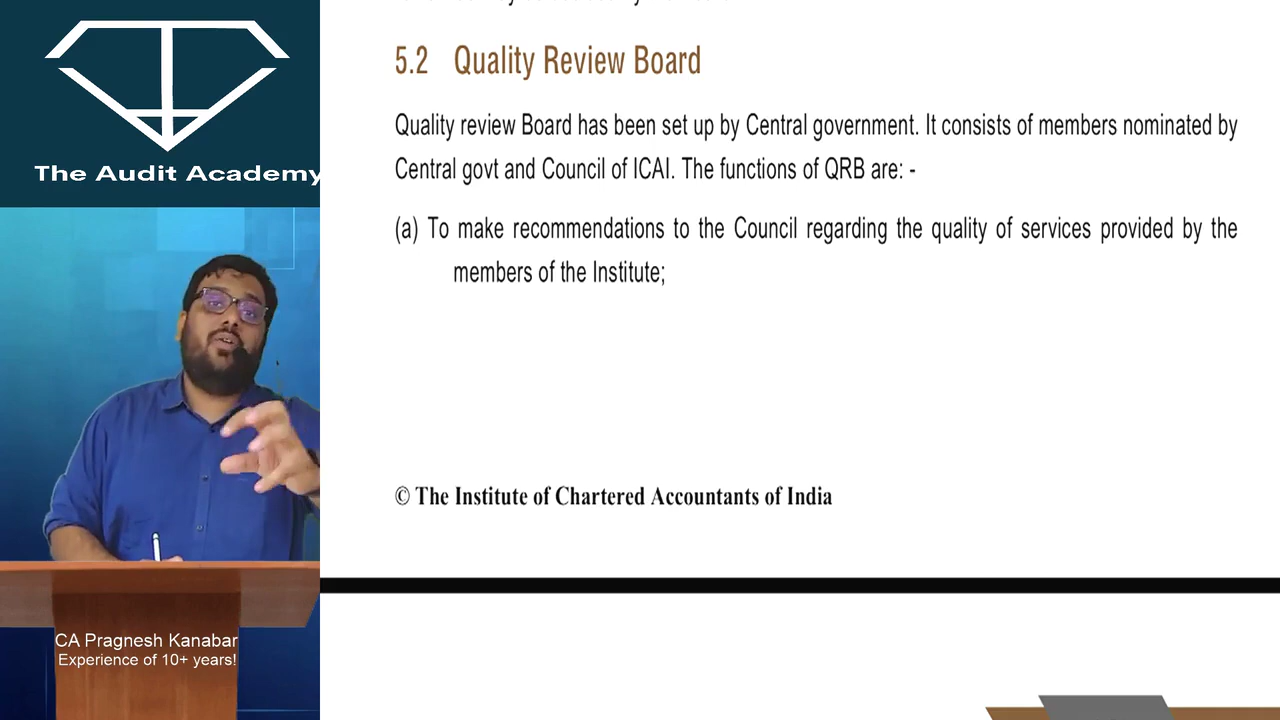 The Audit Academy
5.2 Quality Review Board
Quality review Board has been set up by Central government. It consists of members nominated by
Central govt and Council of ICAI. The functions of QRB are: -
(a) To make recommendations to the Council regarding the quality of services provided by the
members of the Institute;
© The Institute of Chartered Accountants of India
CA Pragnesh Kanabar
Experience of 10+ years!